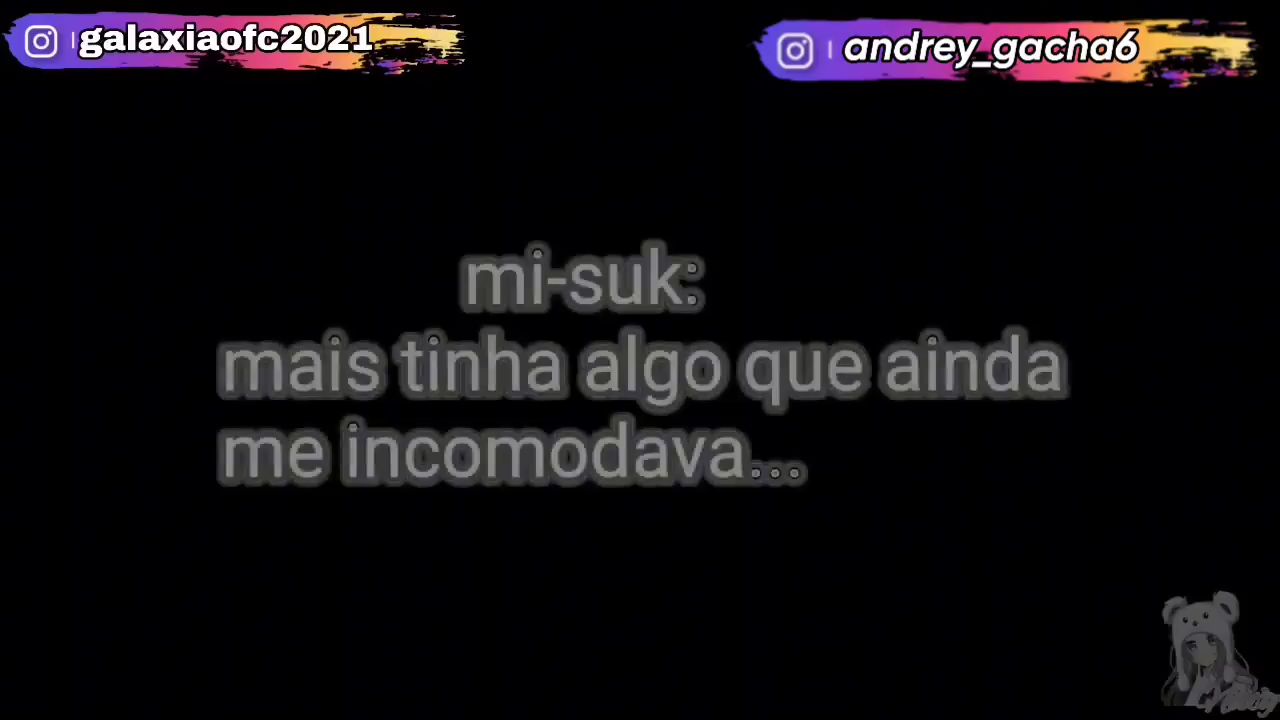 galaxiaofc2021
andrey_gacha6
mi-suk:
mais tinha algo que ainda
me incomodava...